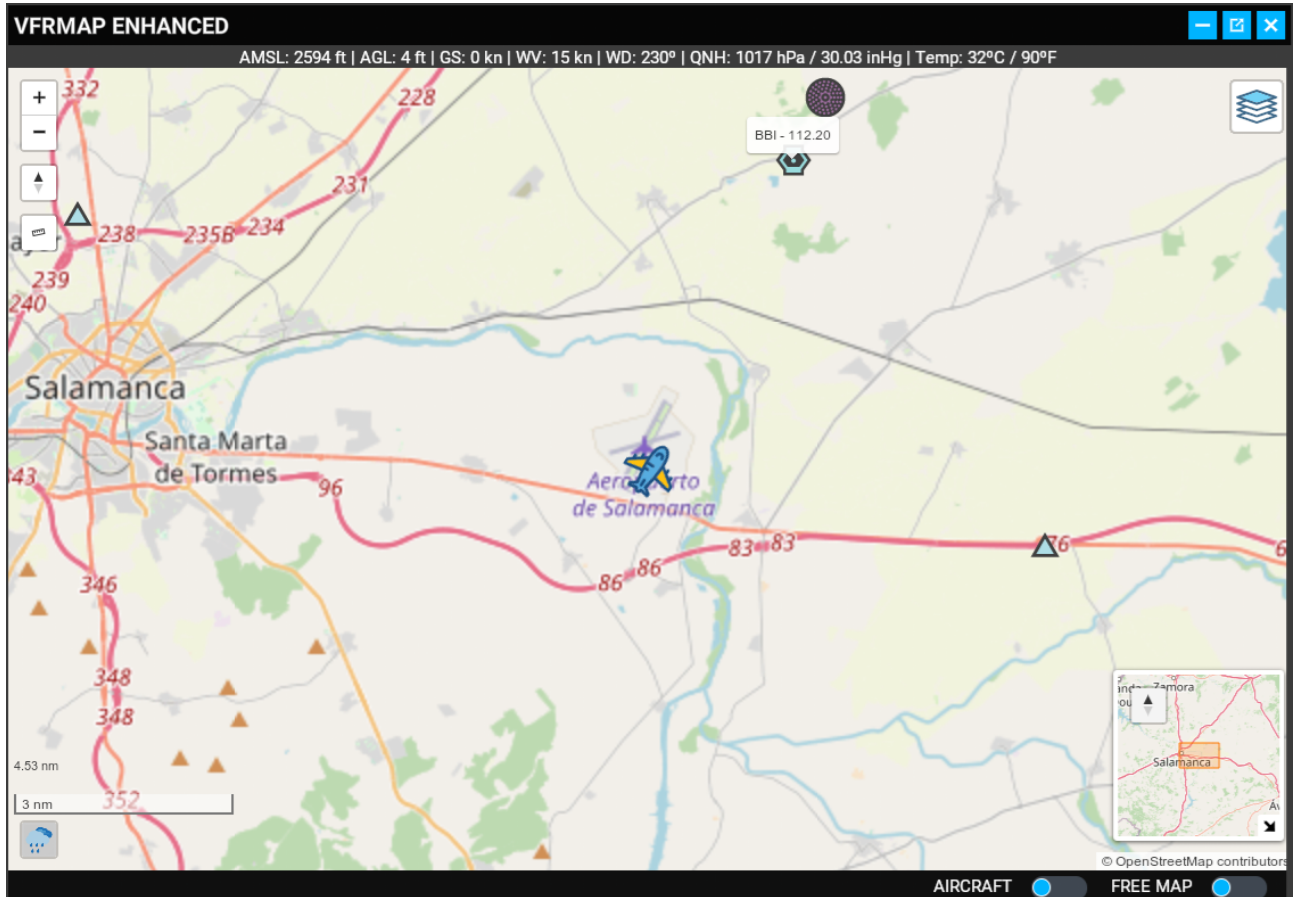 VFRMAP ENHANCED
AMSL: 2594 ft | AGL: 4 ft | GS: 0 kn | WV: 15 kn | WD: 230º | QNH: 1017 hPa / 30.03 inHg | Temp: 32ºC / 90ºF
+
332
228
−
BBI - 112.20
231
238
235B
234
239
240
Salamanca
Santa Marta
de Tormes
343
96
Aeropuerto
de Salamanca
83
83
76
86
86
346
348
348
352
Zamora
Salamanca
4.53 nm
3 nm
© OpenStreetMap contributors
AIRCRAFT
FREE MAP